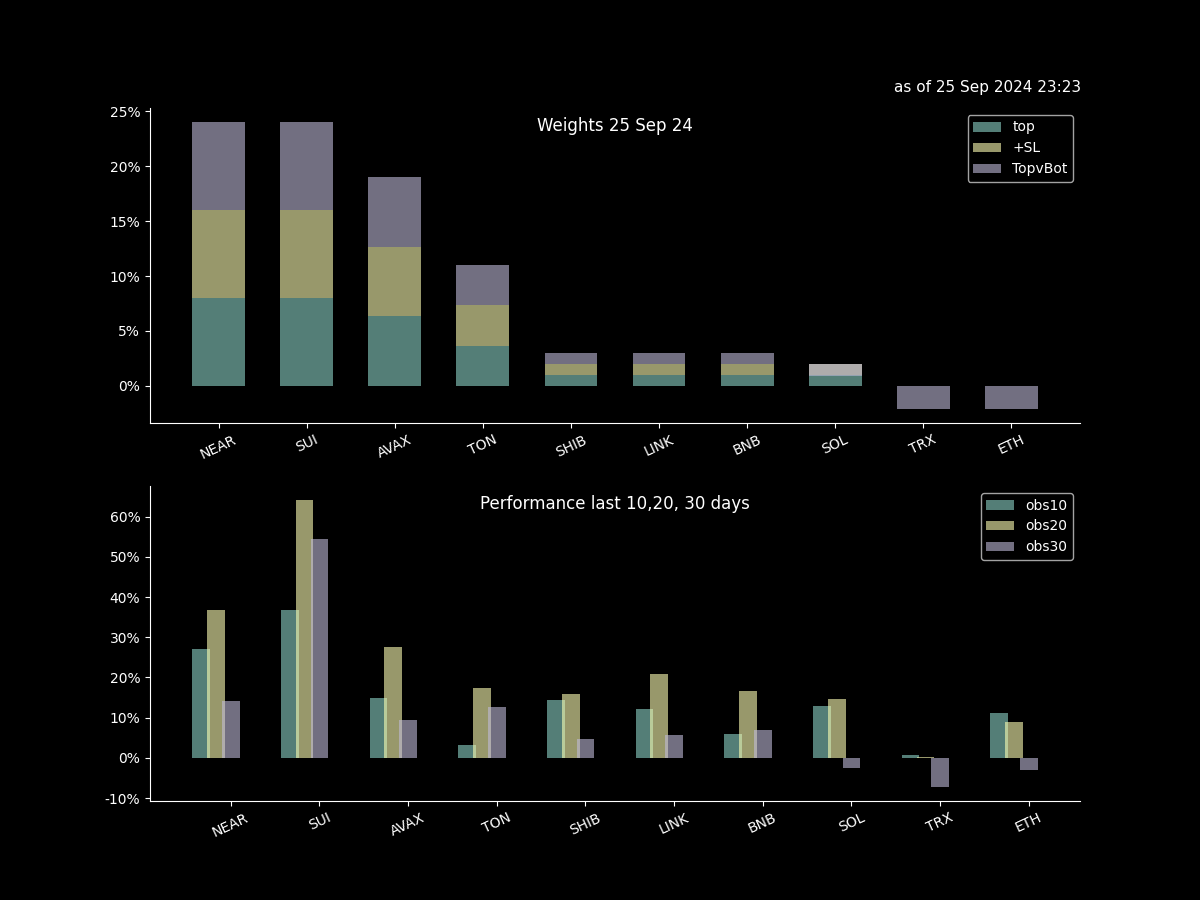 as of 25 Sep 2024 23:23
Weights 25 Sep 24
top
+SL
TopvBot
25%
20%
15%
10%
5%
0%
NEAR SUI AVAX TON SHIB LINK BNB SOL TRX ETH
Performance last 10,20, 30 days
obs10
obs20
obs30
60%
50%
40%
30%
20%
10%
0%
-10%
NEAR SUI AVAX TON SHIB LINK BNB SOL TRX ETH